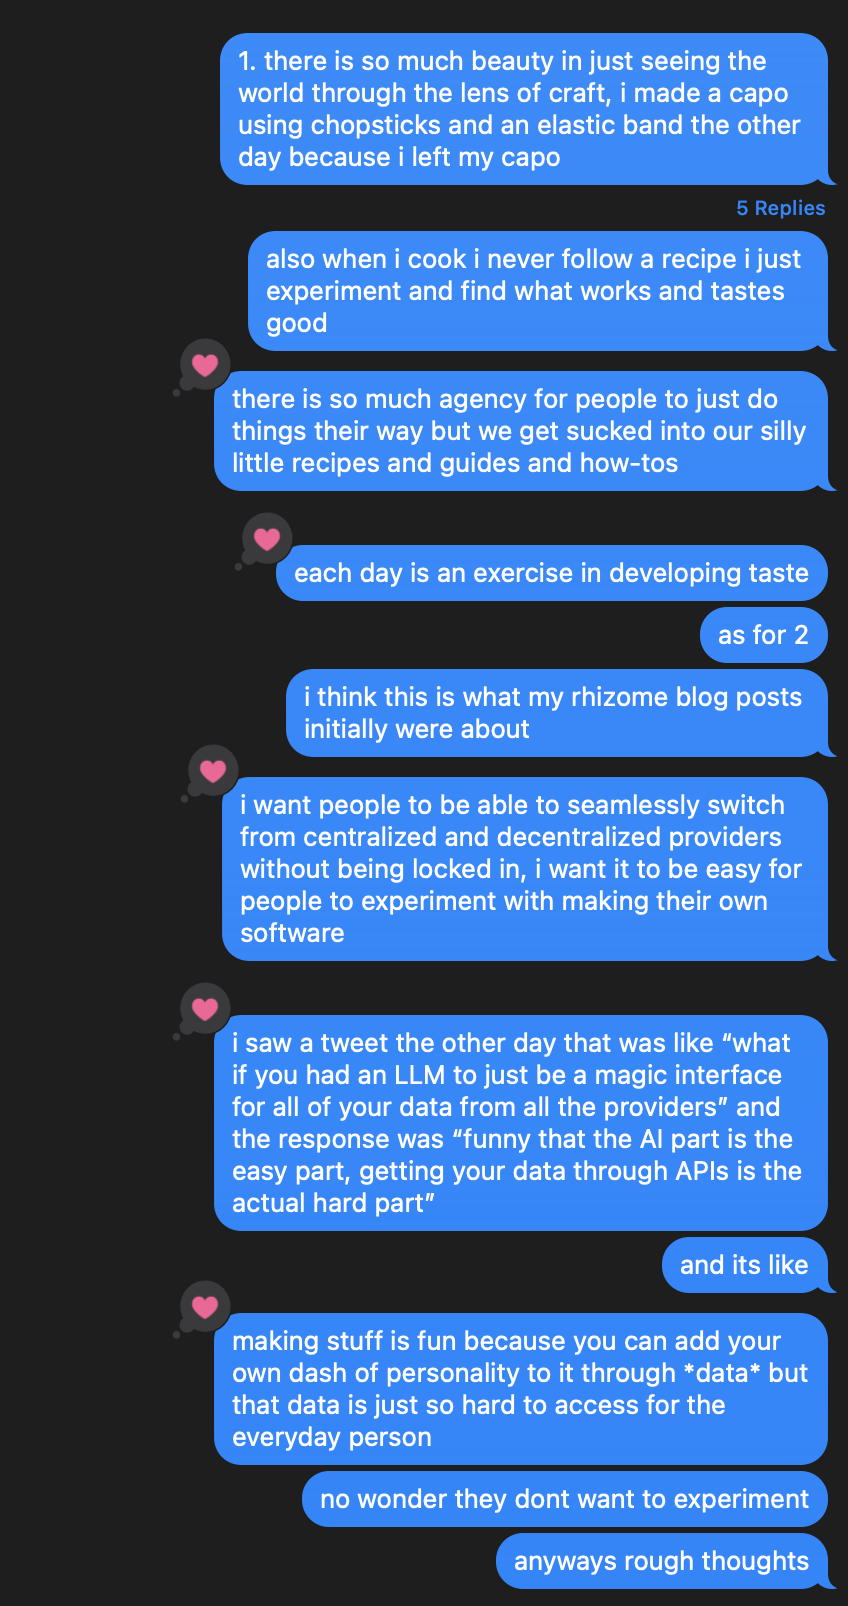 1. there is so much beauty in just seeing the
world through the lens of craft, i made a capo
using chopsticks and an elastic band the other
day because i left my capo
5 Replies
also when i cook i never follow a recipe i just
experiment and find what works and tastes
good
there is so much agency for people to just do
things their way but we get sucked into our silly
little recipes and guides and how-tos
each day is an exercise in developing taste
as for 2
i think this is what my rhizome blog posts
initially were about
i want people to be able to seamlessly switch
from centralized and decentralized providers
without being locked in, i want it to be easy for
people to experiment with making their own
software
i saw a tweet the other day that was like “what
if you had an LLM to just be a magic interface
for all of your data from all the providers” and
the response was “funny that the AI part is the
easy part, getting your data through APIs is the
actual hard part”
and its like
making stuff is fun because you can add your
own dash of personality to it through *data* but
that data is just so hard to access for the
everyday person
no wonder they dont want to experiment
anyways rough thoughts